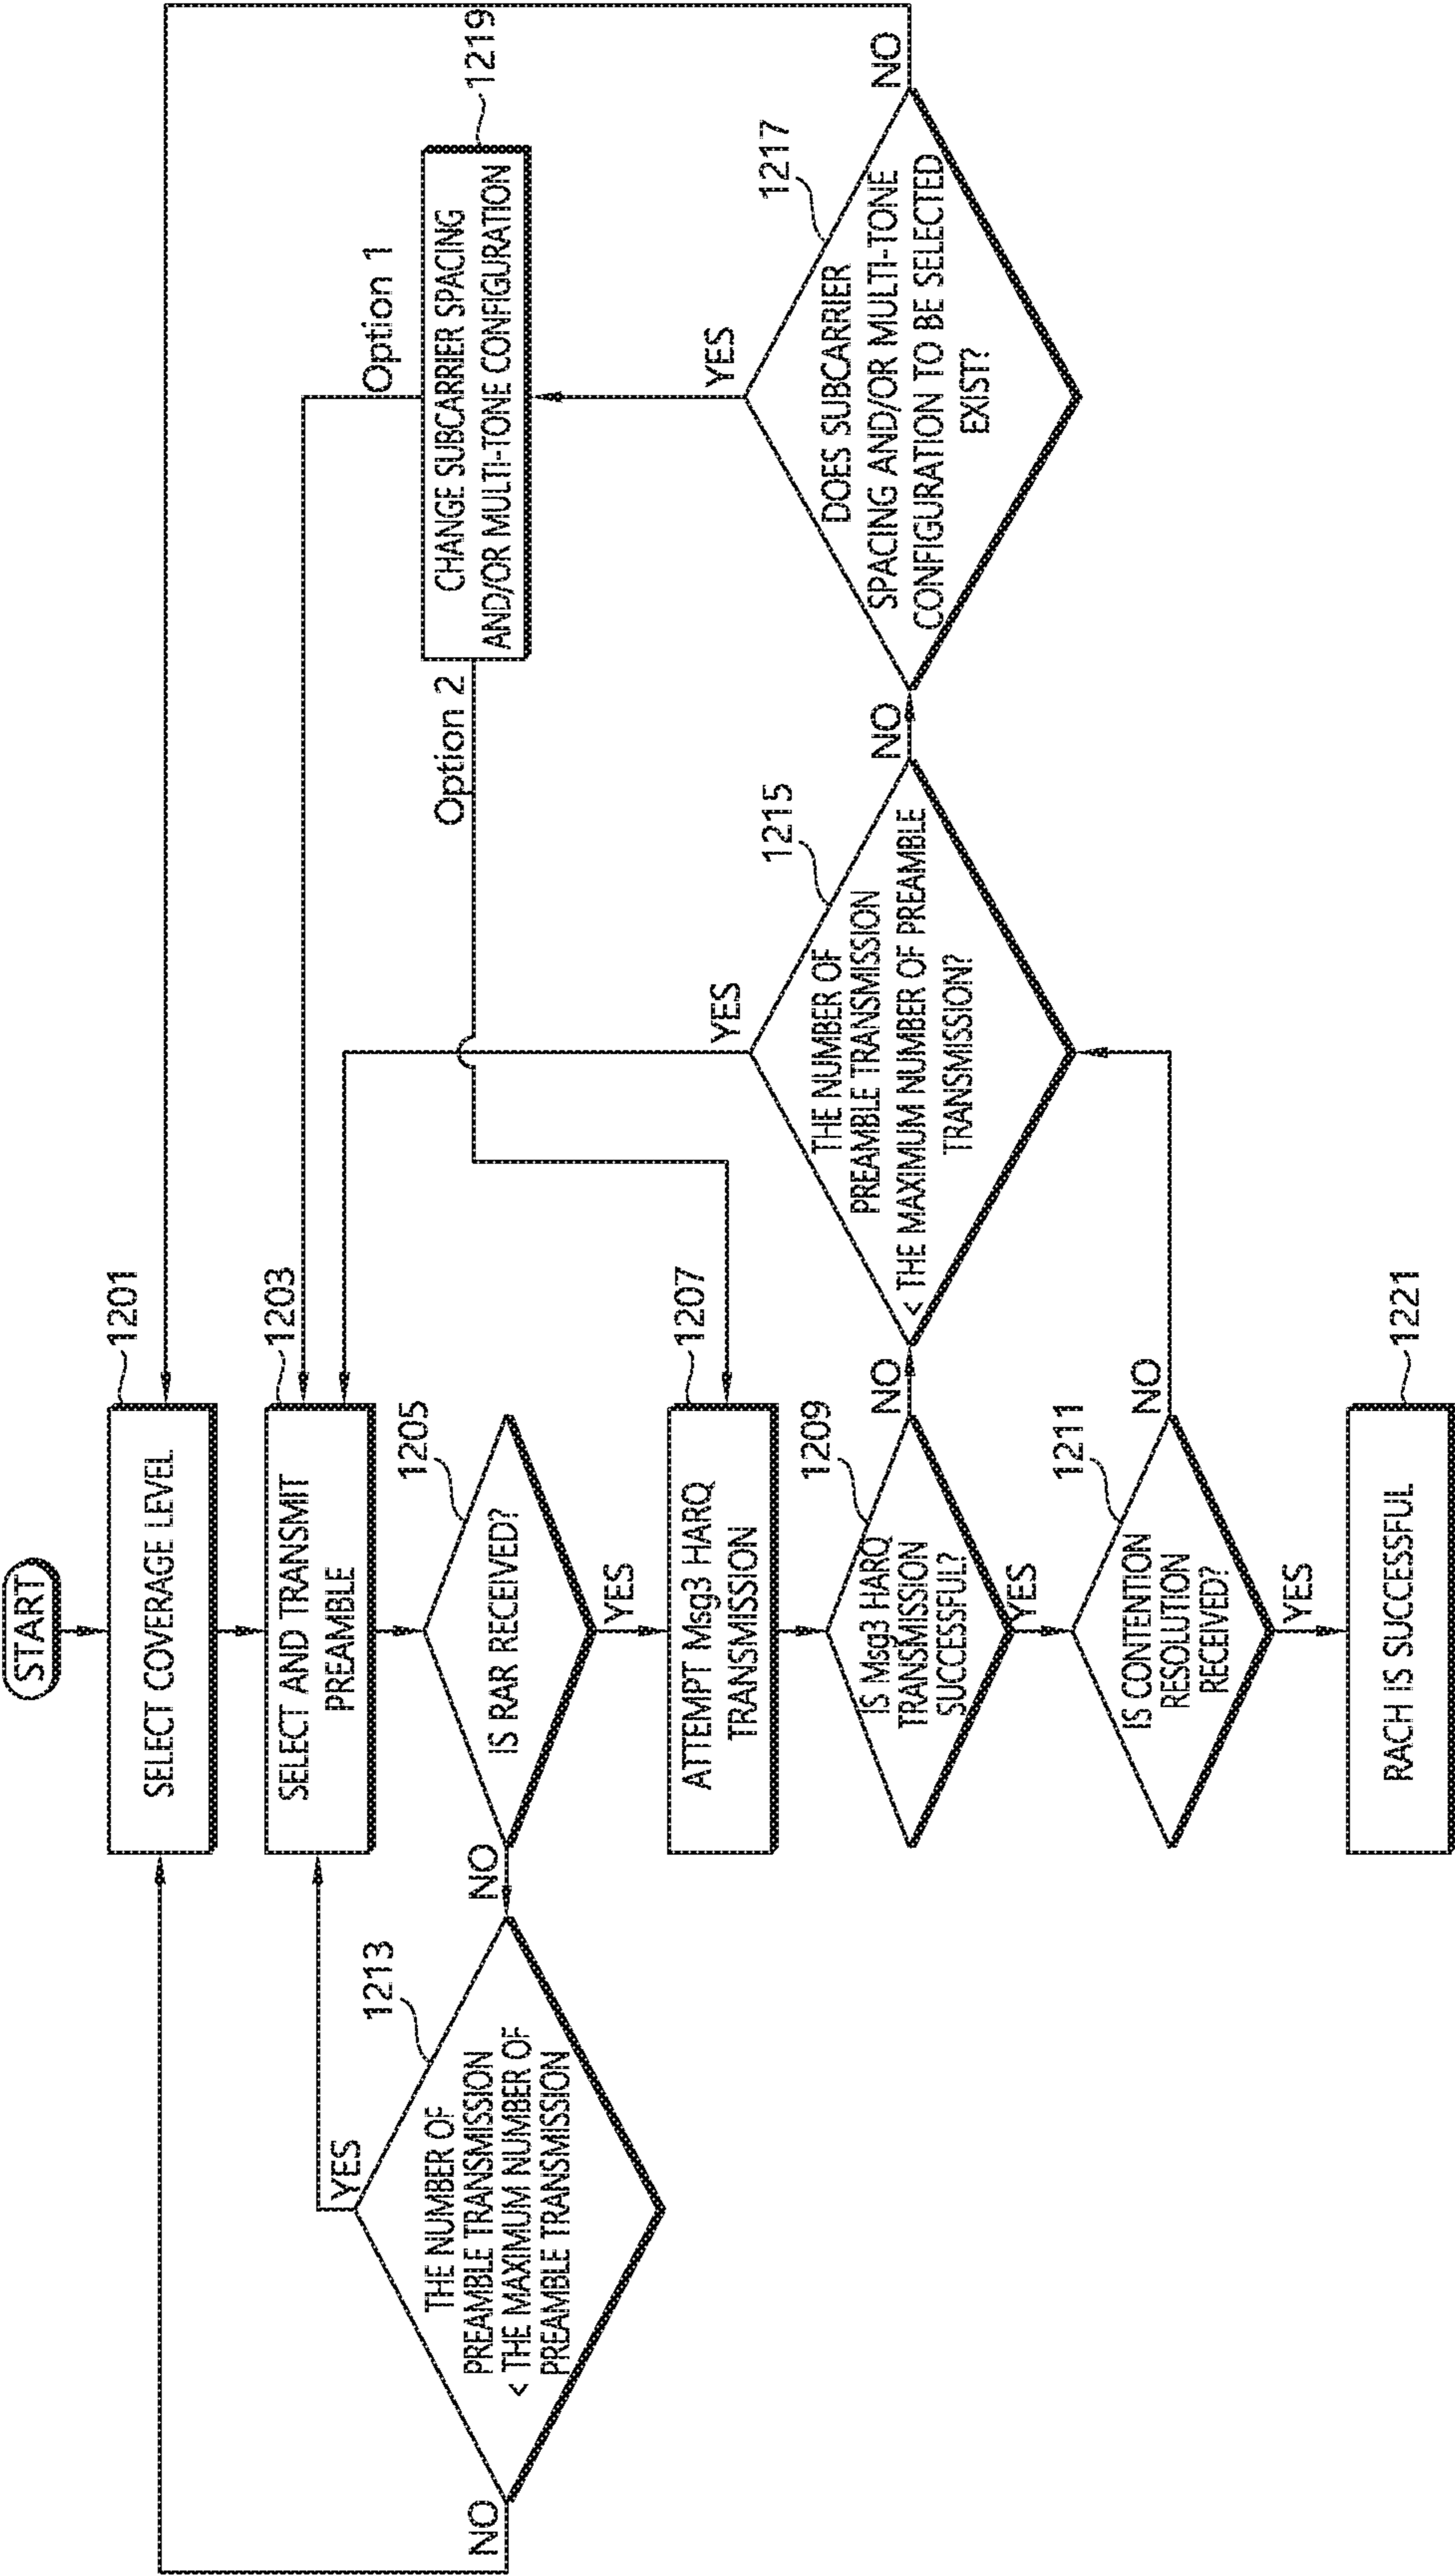 START
1201
SELECT COVERAGE LEVEL
1203
SELECT AND TRANSMIT
PREAMBLE
1205
IS RAR RECEIVED?
NO
YES
1213
THE NUMBER OF
PREAMBLE TRANSMISSION
< THE MAXIMUM NUMBER OF
PREAMBLE TRANSMISSION
YES
NO
1207
ATTEMPT Msg3 HARQ
TRANSMISSION
1209
IS Msg3 HARQ
TRANSMISSION
SUCCESSFUL?
NO
YES
1211
IS CONTENTION
RESOLUTION
RECEIVED?
NO
YES
1221
RACH IS SUCCESSFUL
1215
THE NUMBER OF
PREAMBLE TRANSMISSION
< THE MAXIMUM NUMBER OF PREAMBLE
TRANSMISSION?
YES
NO
1217
DOES SUBCARRIER
SPACING AND/OR MULTI-TONE
CONFIGURATION TO BE SELECTED
EXIST?
YES
NO
1219
CHANGE SUBCARRIER SPACING
AND/OR MULTI-TONE CONFIGURATION
Option 1
Option 2